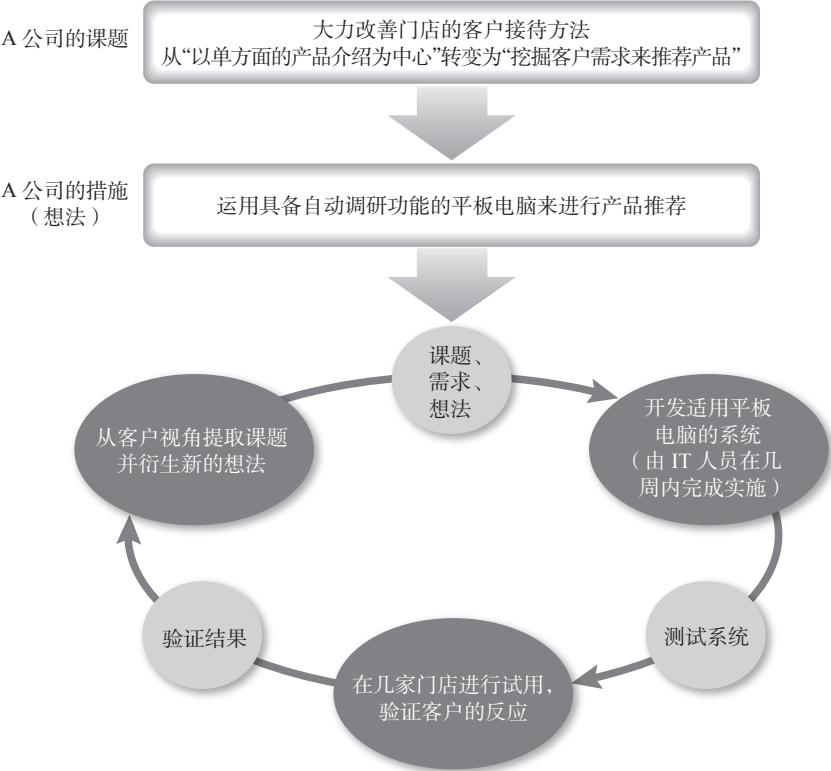 A 公司的课题
大力改善门店的客户接待方法
从“以单方面的产品介绍为中心”转变为“挖掘客户需求来推荐产品”
A 公司的措施
（想法）
运用具备自动调研功能的平板电脑来进行产品推荐
课题、
需求、
想法
开发适用平板
电脑的系统
（由 IT 人员在几
周内完成实施）
测试系统
在几家门店进行试用，
验证客户的反应
验证结果
从客户视角提取课题
并衍生新的想法